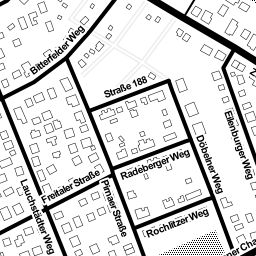 Bitterfelder Weg
Straße 188
Eilenburger Weg
Döbelner Weg
Radeberger Weg
Freitaler Straße
Lauchstädter Weg
Pirnaer Straße
Rochlitzer Weg